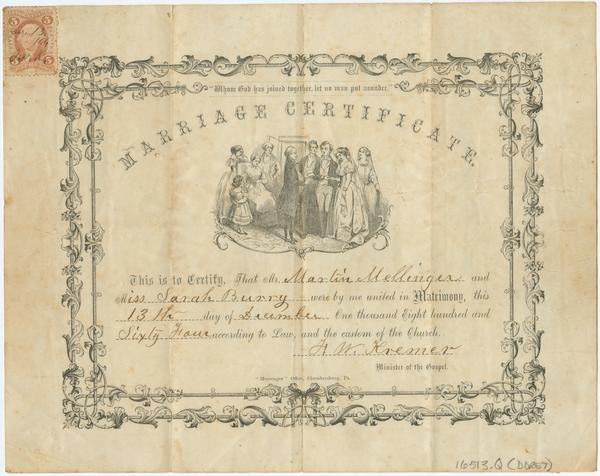 5 5
"Whom God has joined together, let no man put asunder."
MARRIAGE CERTIFICATE.
This is to Certify, That Mr. Martin Mellinger and
Miss Sarah Burry were by me united in Matrimony, this
13th day of December One thousand Eight hundred and
Sixty Four according to Law, and the custom of the Church.
Kremer
Minister of the Gospel.
"Messenger" Office, Chambersburg, Pa.
16513.Q (DDRET)